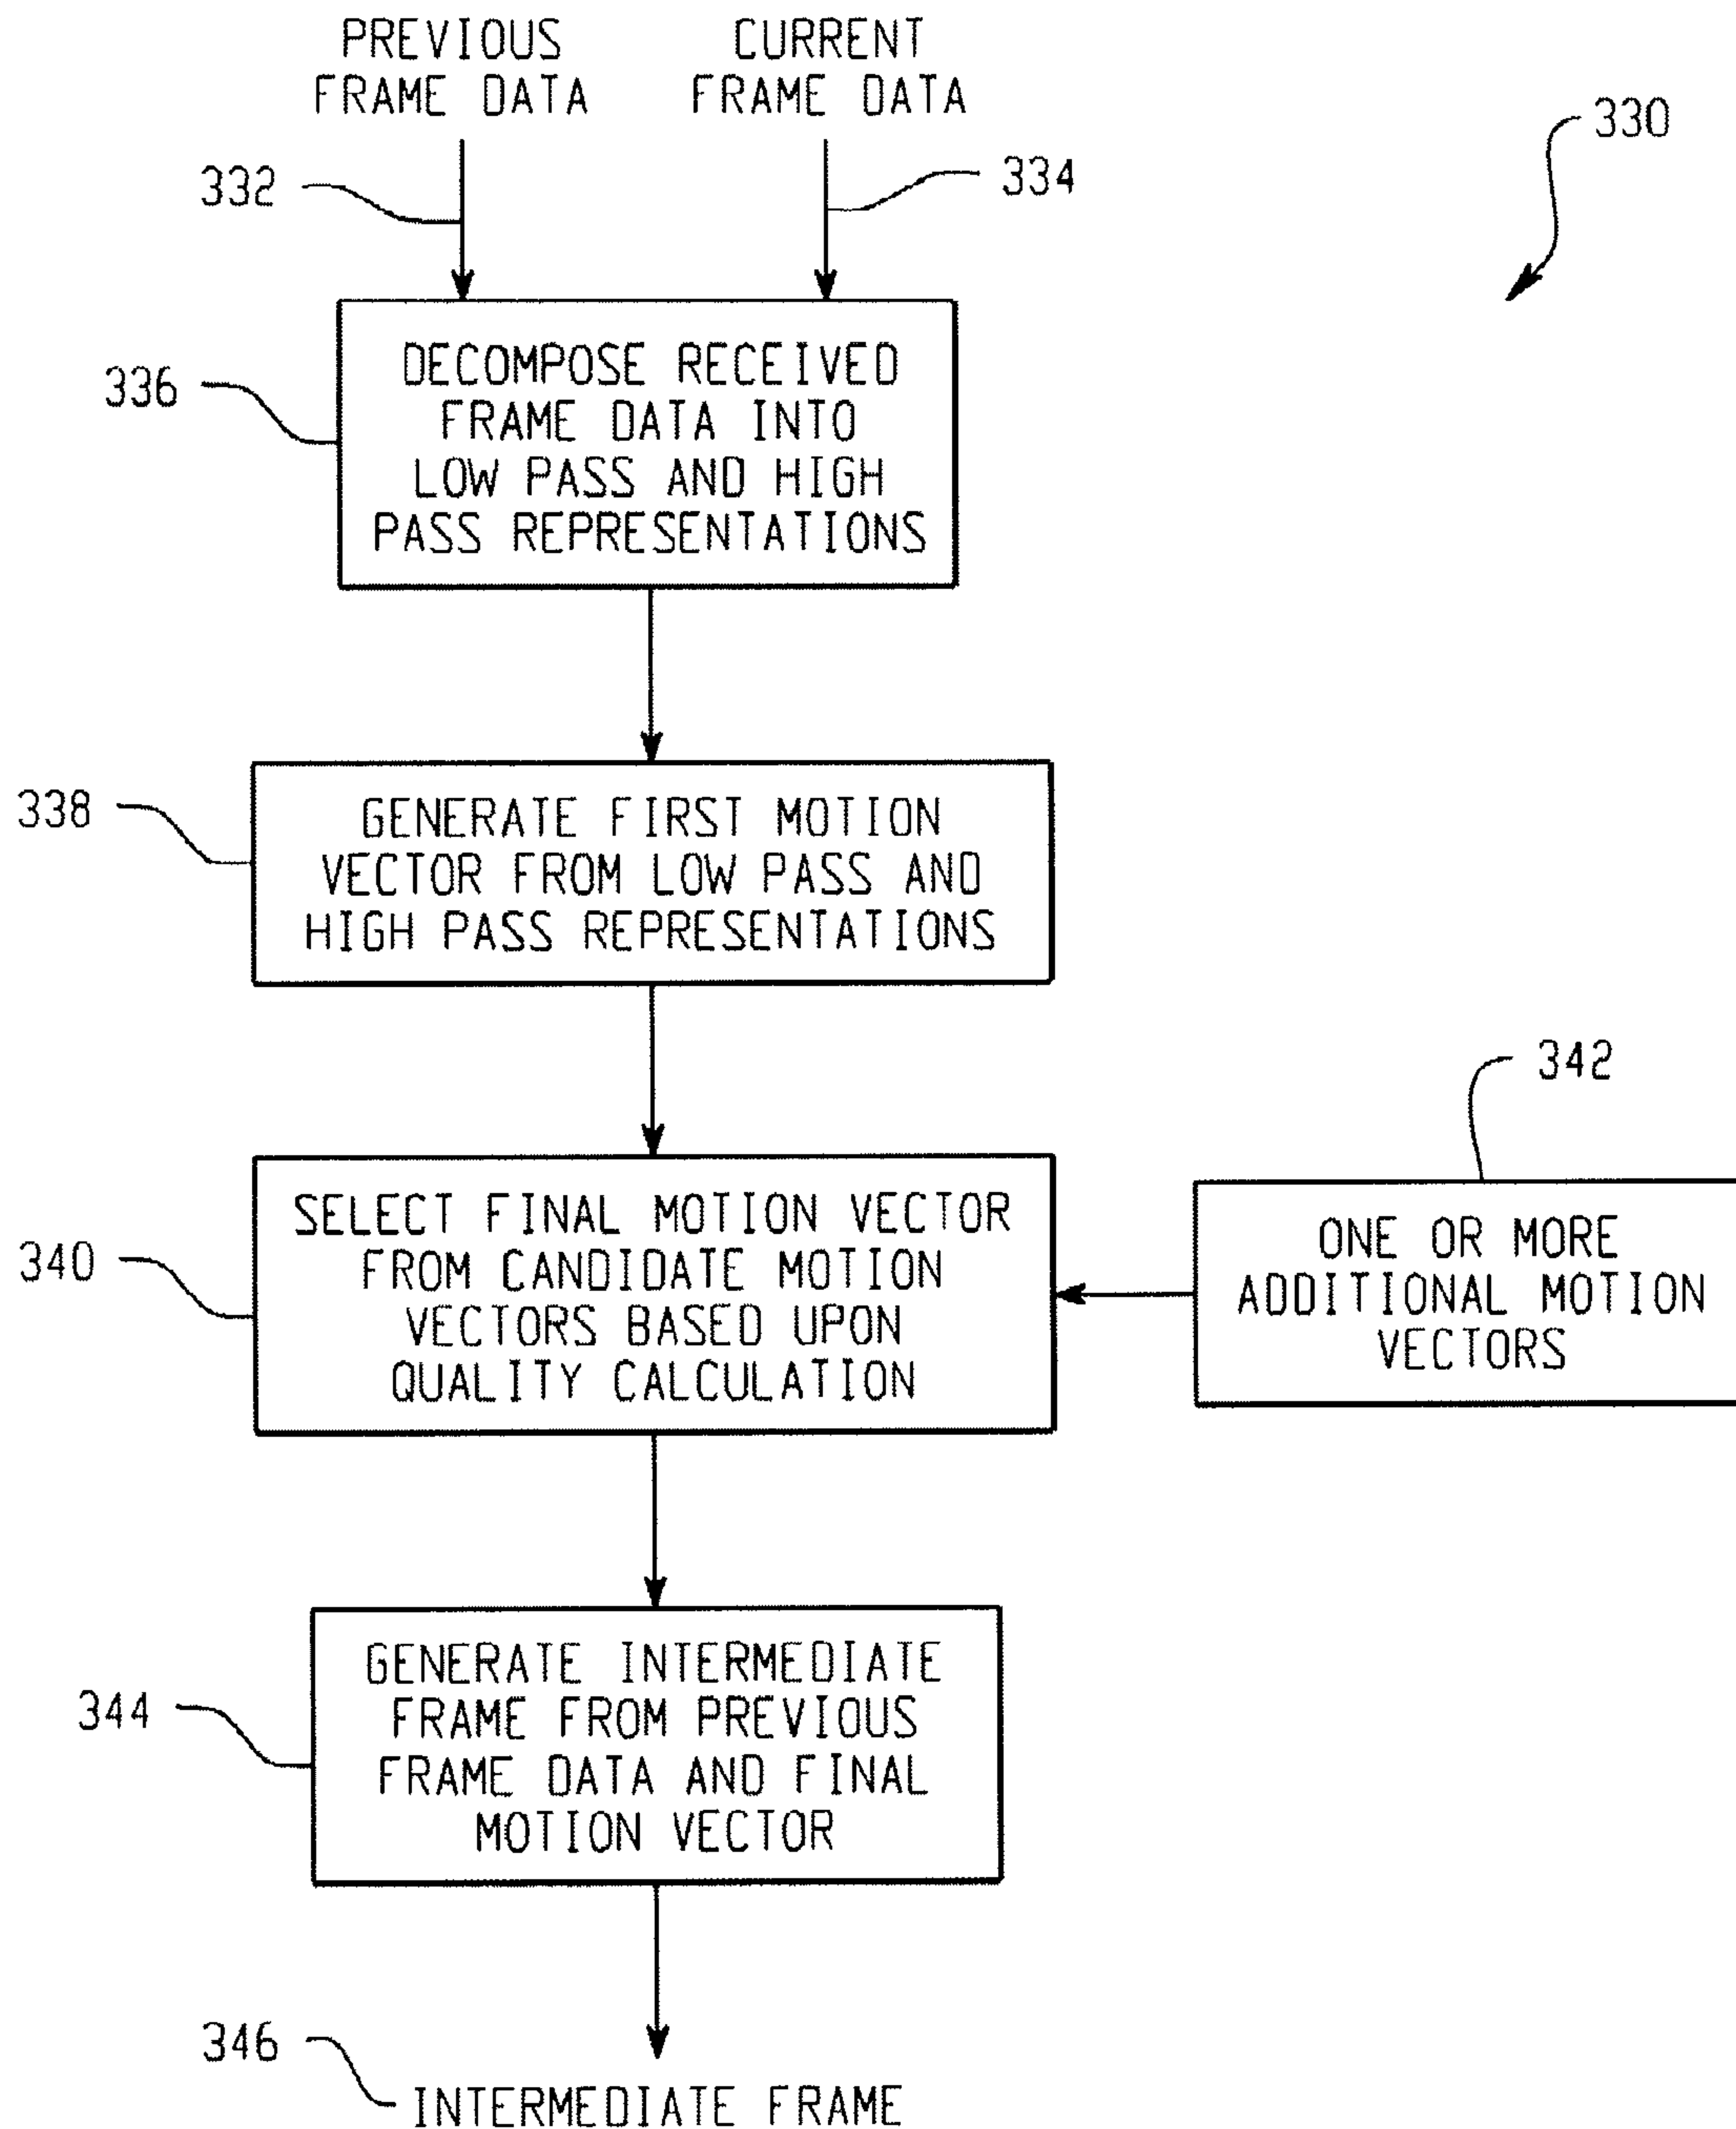 PREVIOUS
FRAME DATA
CURRENT
FRAME DATA
330
332
334
336
DECOMPOSE RECEIVED
FRAME DATA INTO
LOW PASS AND HIGH
PASS REPRESENTATIONS
338
GENERATE FIRST MOTION
VECTOR FROM LOW PASS AND
HIGH PASS REPRESENTATIONS
342
340
SELECT FINAL MOTION VECTOR
FROM CANDIDATE MOTION
VECTORS BASED UPON
QUALITY CALCULATION
ONE OR MORE
ADDITIONAL MOTION
VECTORS
344
GENERATE INTERMEDIATE
FRAME FROM PREVIOUS
FRAME DATA AND FINAL
MOTION VECTOR
346
INTERMEDIATE FRAME